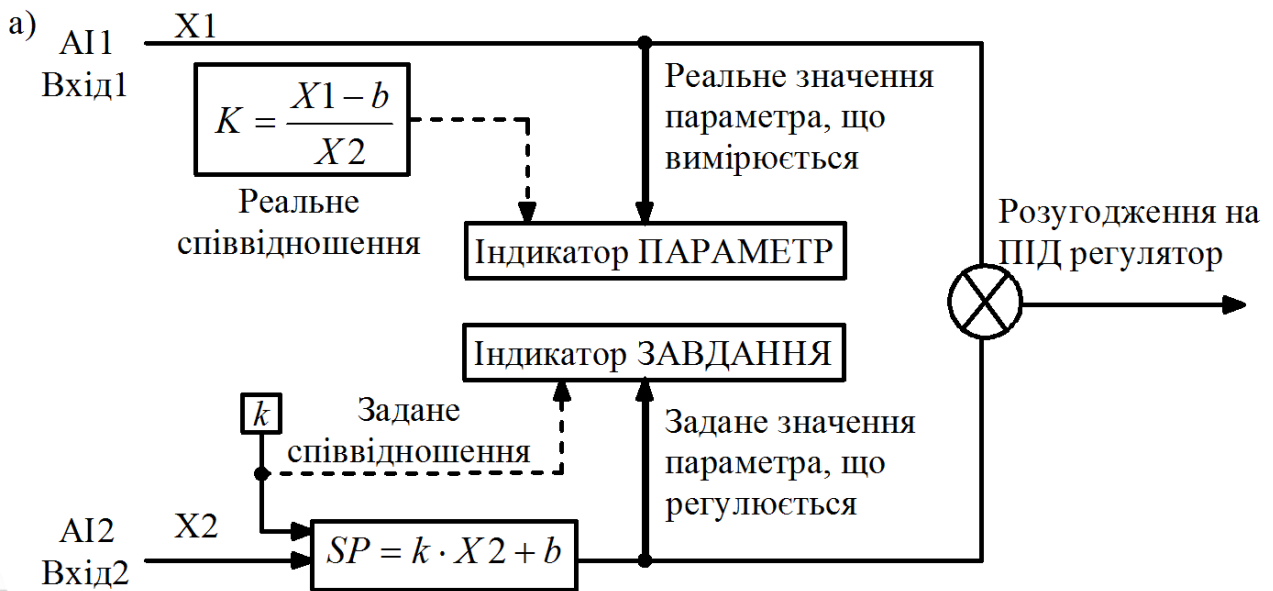 а)
AI1
Вхід1
X1
K = (X1 − b) / X2
Реальне
співвідношення
Реальне значення
параметра, що
вимірюється
Індикатор ПАРАМЕТР
Розугодження на
ПІД регулятор
Індикатор ЗАВДАННЯ
k
Задане
співвідношення
Задане значення
параметра, що
регулюється
AI2
Вхід2
X2
SP = k · X2 + b